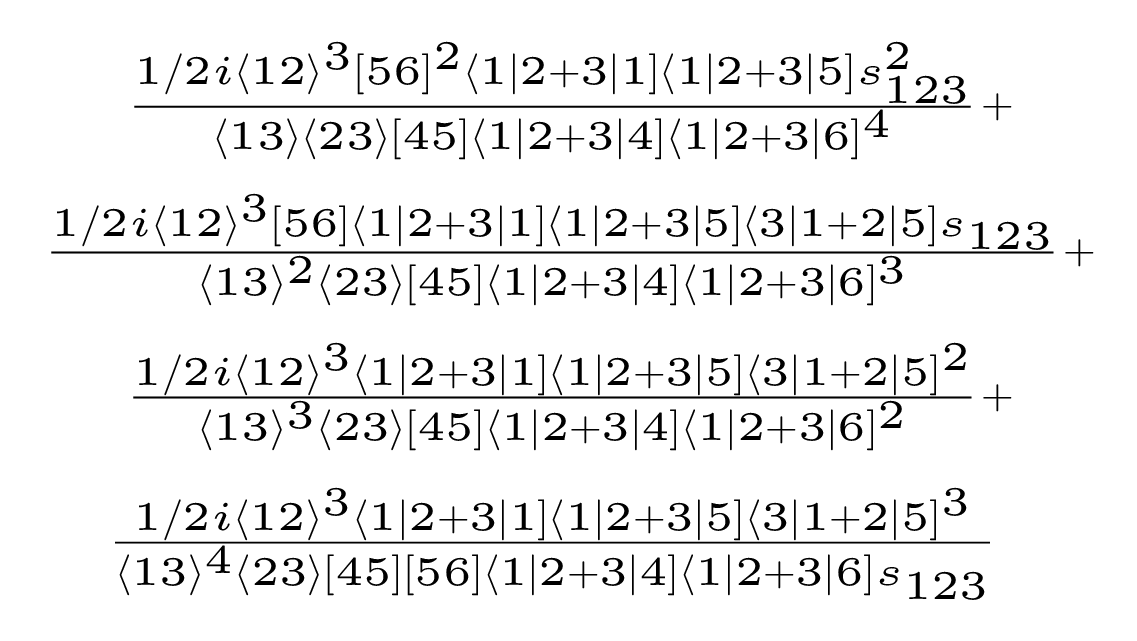 1/2i⟨12⟩^3[56]^2⟨1|2+3|1]⟨1|2+3|5]s_{123}^2
⟨13⟩⟨23⟩[45]⟨1|2+3|4]⟨1|2+3|6]^4 +
1/2i⟨12⟩^3[56]⟨1|2+3|1]⟨1|2+3|5]⟨3|1+2|5]s_{123}
⟨13⟩^2⟨23⟩[45]⟨1|2+3|4]⟨1|2+3|6]^3 +
1/2i⟨12⟩^3⟨1|2+3|1]⟨1|2+3|5]⟨3|1+2|5]^2
⟨13⟩^3⟨23⟩[45]⟨1|2+3|4]⟨1|2+3|6]^2 +
1/2i⟨12⟩^3⟨1|2+3|1]⟨1|2+3|5]⟨3|1+2|5]^3
⟨13⟩^4⟨23⟩[45][56]⟨1|2+3|4]⟨1|2+3|6]s_{123}